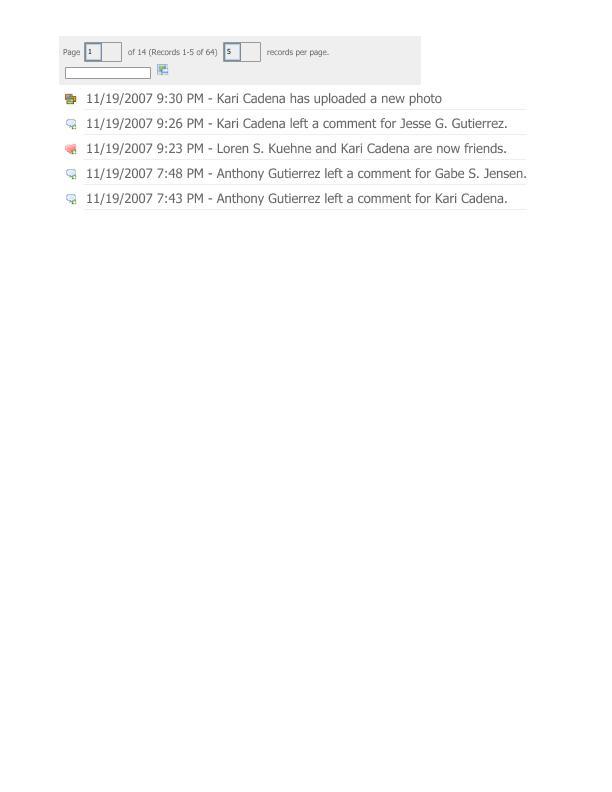 Page 1 of 14 (Records 1-5 of 64) 5 records per page.
11/19/2007 9:30 PM - Kari Cadena has uploaded a new photo
11/19/2007 9:26 PM - Kari Cadena left a comment for Jesse G. Gutierrez.
11/19/2007 9:23 PM - Loren S. Kuehne and Kari Cadena are now friends.
11/19/2007 7:48 PM - Anthony Gutierrez left a comment for Gabe S. Jensen.
11/19/2007 7:43 PM - Anthony Gutierrez left a comment for Kari Cadena.